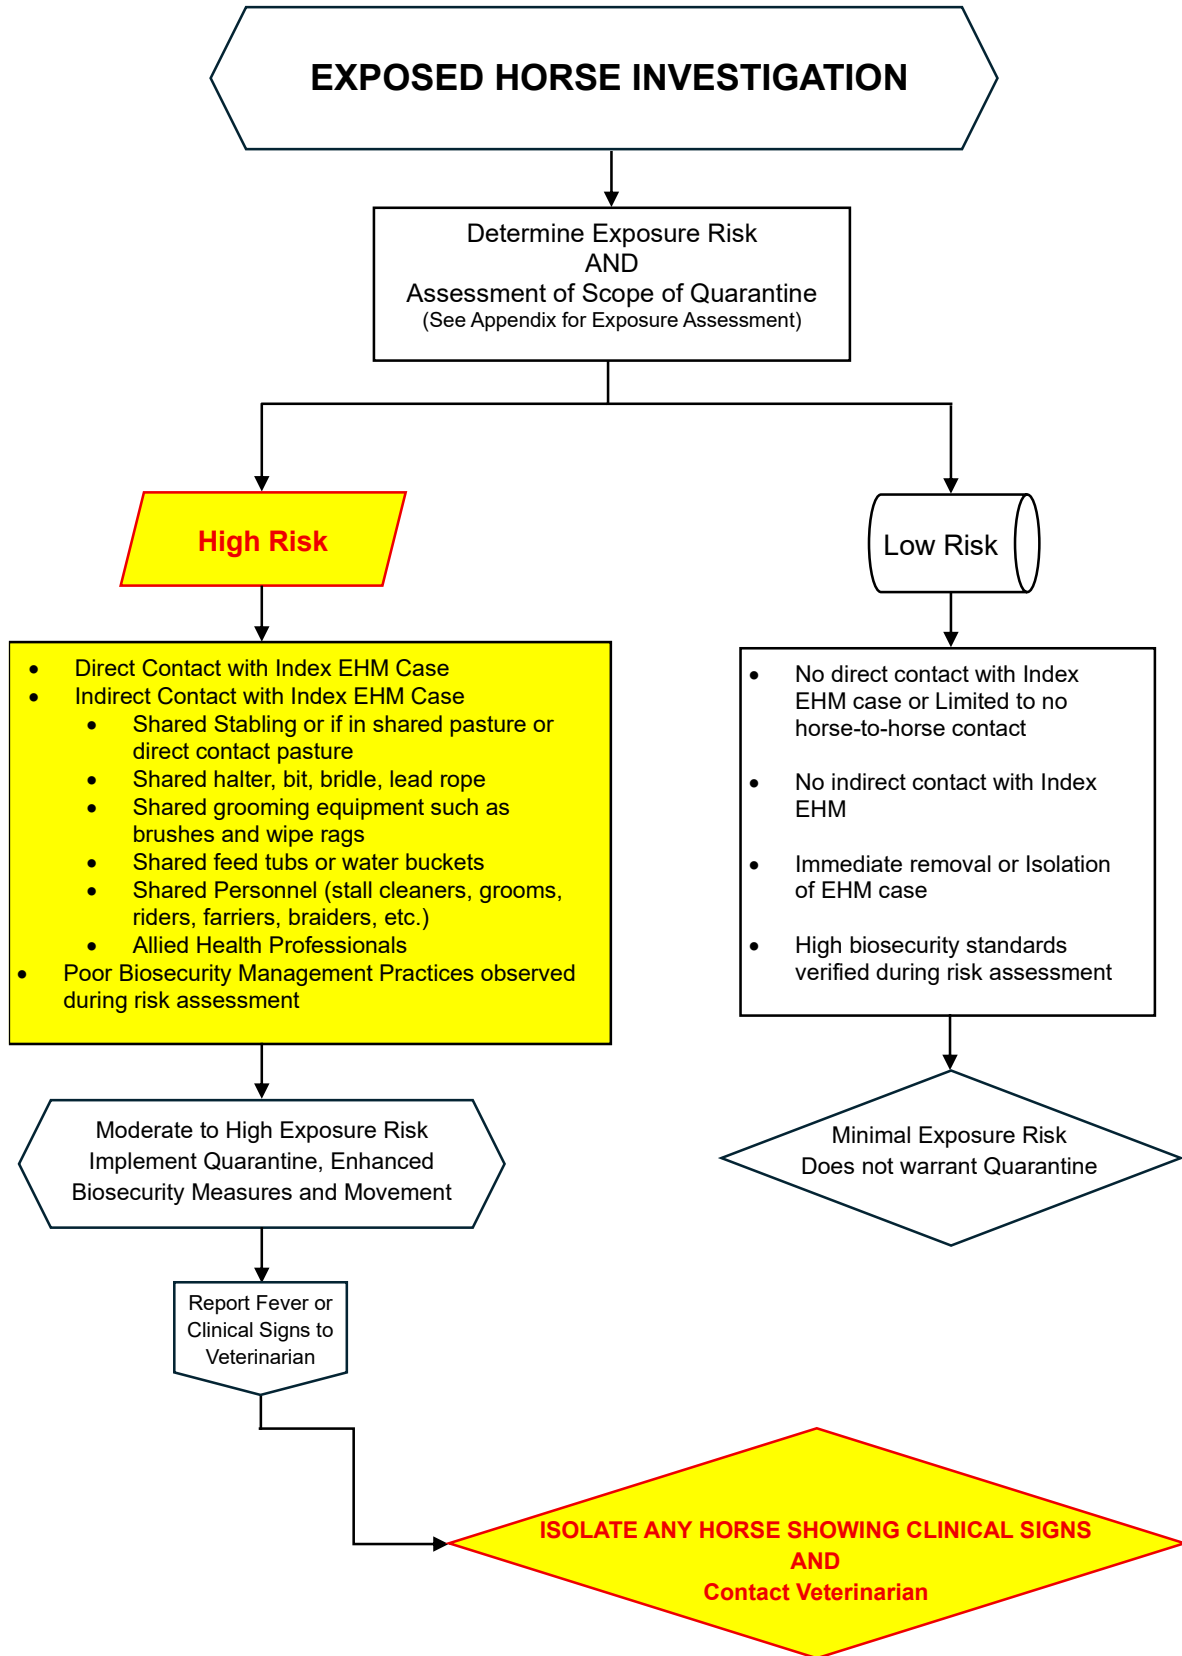 EXPOSED HORSE INVESTIGATION
Determine Exposure Risk
AND
Assessment of Scope of Quarantine
(See Appendix for Exposure Assessment)
High Risk
• Direct Contact with Index EHM Case
• Indirect Contact with Index EHM Case
• Shared Stabling or if in shared pasture or
direct contact pasture
• Shared halter, bit, bridle, lead rope
• Shared grooming equipment such as
brushes and wipe rags
• Shared feed tubs or water buckets
• Shared Personnel (stall cleaners, grooms,
riders, farriers, braiders, etc.)
• Allied Health Professionals
• Poor Biosecurity Management Practices observed
during risk assessment
Moderate to High Exposure Risk
Implement Quarantine, Enhanced
Biosecurity Measures and Movement
Report Fever or
Clinical Signs to
Veterinarian
Low Risk
• No direct contact with Index
EHM case or Limited to no
horse-to-horse contact
• No indirect contact with Index
EHM
• Immediate removal or Isolation
of EHM case
• High biosecurity standards
verified during risk assessment
Minimal Exposure Risk
Does not warrant Quarantine
ISOLATE ANY HORSE SHOWING CLINICAL SIGNS
AND
Contact Veterinarian